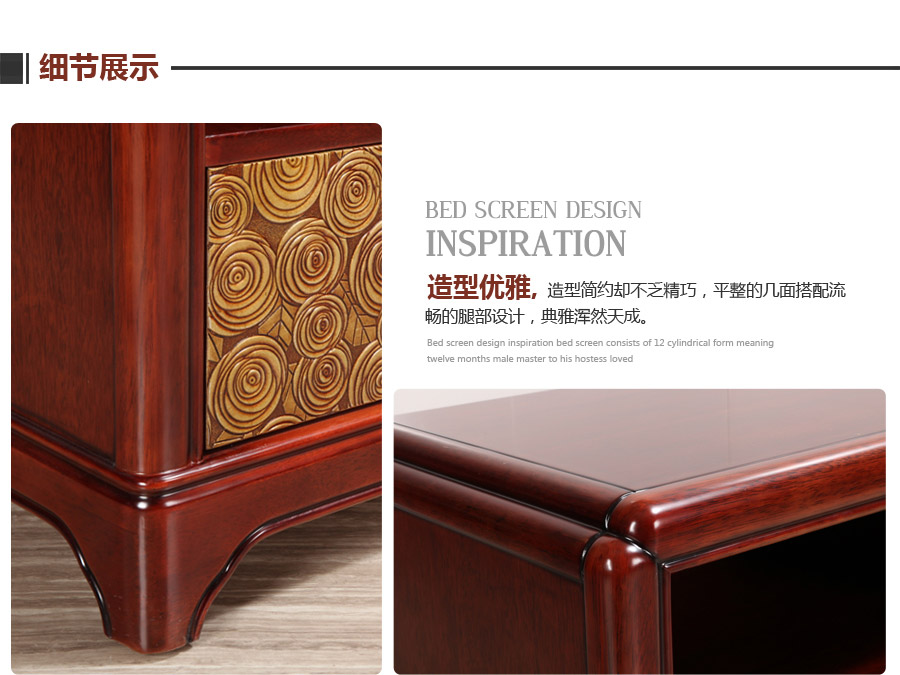 细节展示
BED SCREEN DESIGN
INSPIRATION
造型优雅, 造型简约却不乏精巧，平整的几面搭配流
畅的腿部设计，典雅浑然天成。
Bed screen design inspiration bed screen consists of 12 cylindrical form meaning
twelve months male master to his hostess loved